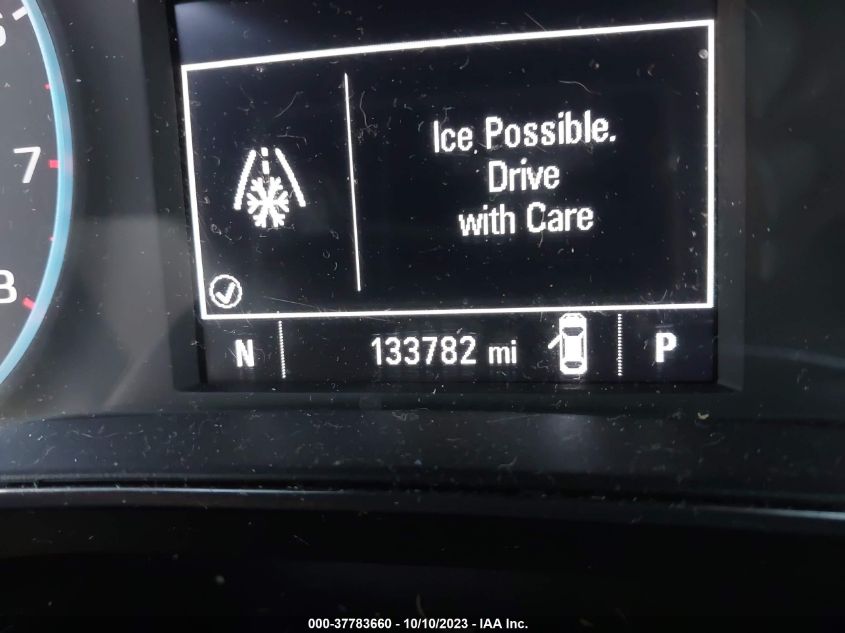 7
Ice Possible.
Drive
with Care
N 133782 mi P
000-37783660 - 10/10/2023 - IAA Inc.